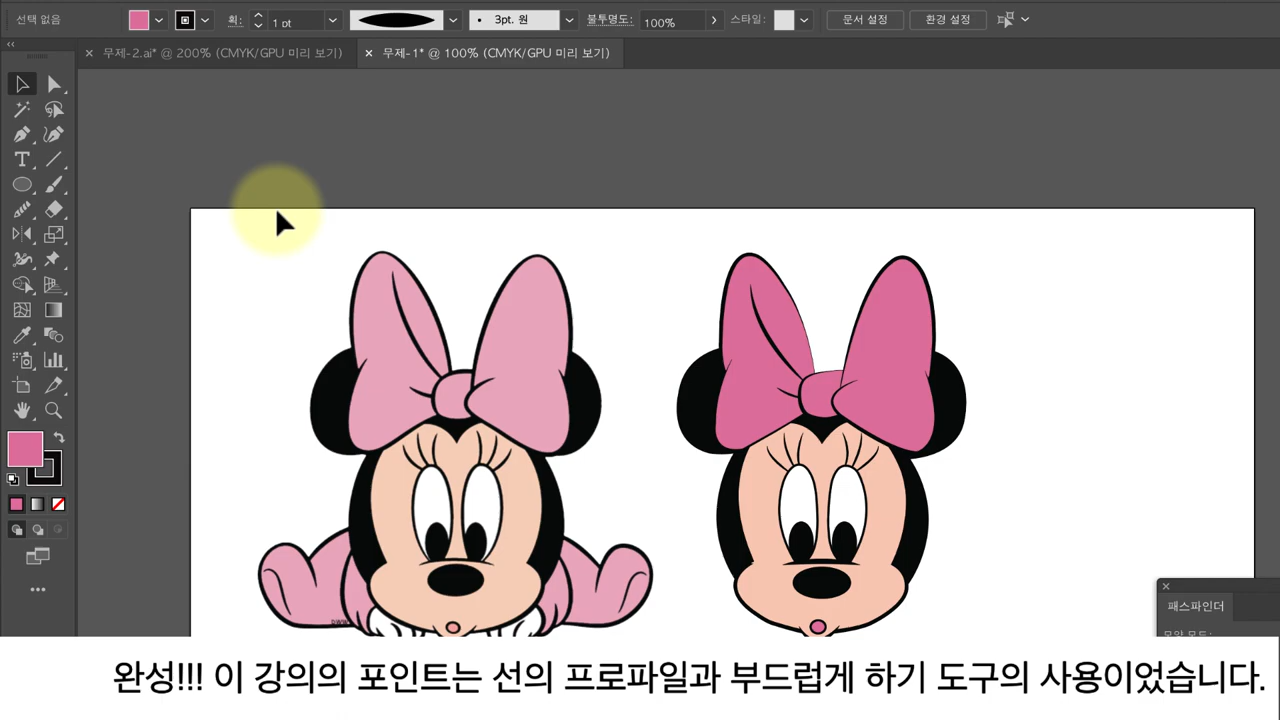 선택 없음
획:
1 pt
3pt. 원
불투명도:
100%
스타일:
문서 설정
환경 설정
무제-2.ai* @ 200% (CMYK/GPU 미리 보기)
무제-1* @ 100% (CMYK/GPU 미리 보기)
패스파인더
모양 모드:
완성!!! 이 강의의 포인트는 선의 프로파일과 부드럽게 하기 도구의 사용이었습니다.